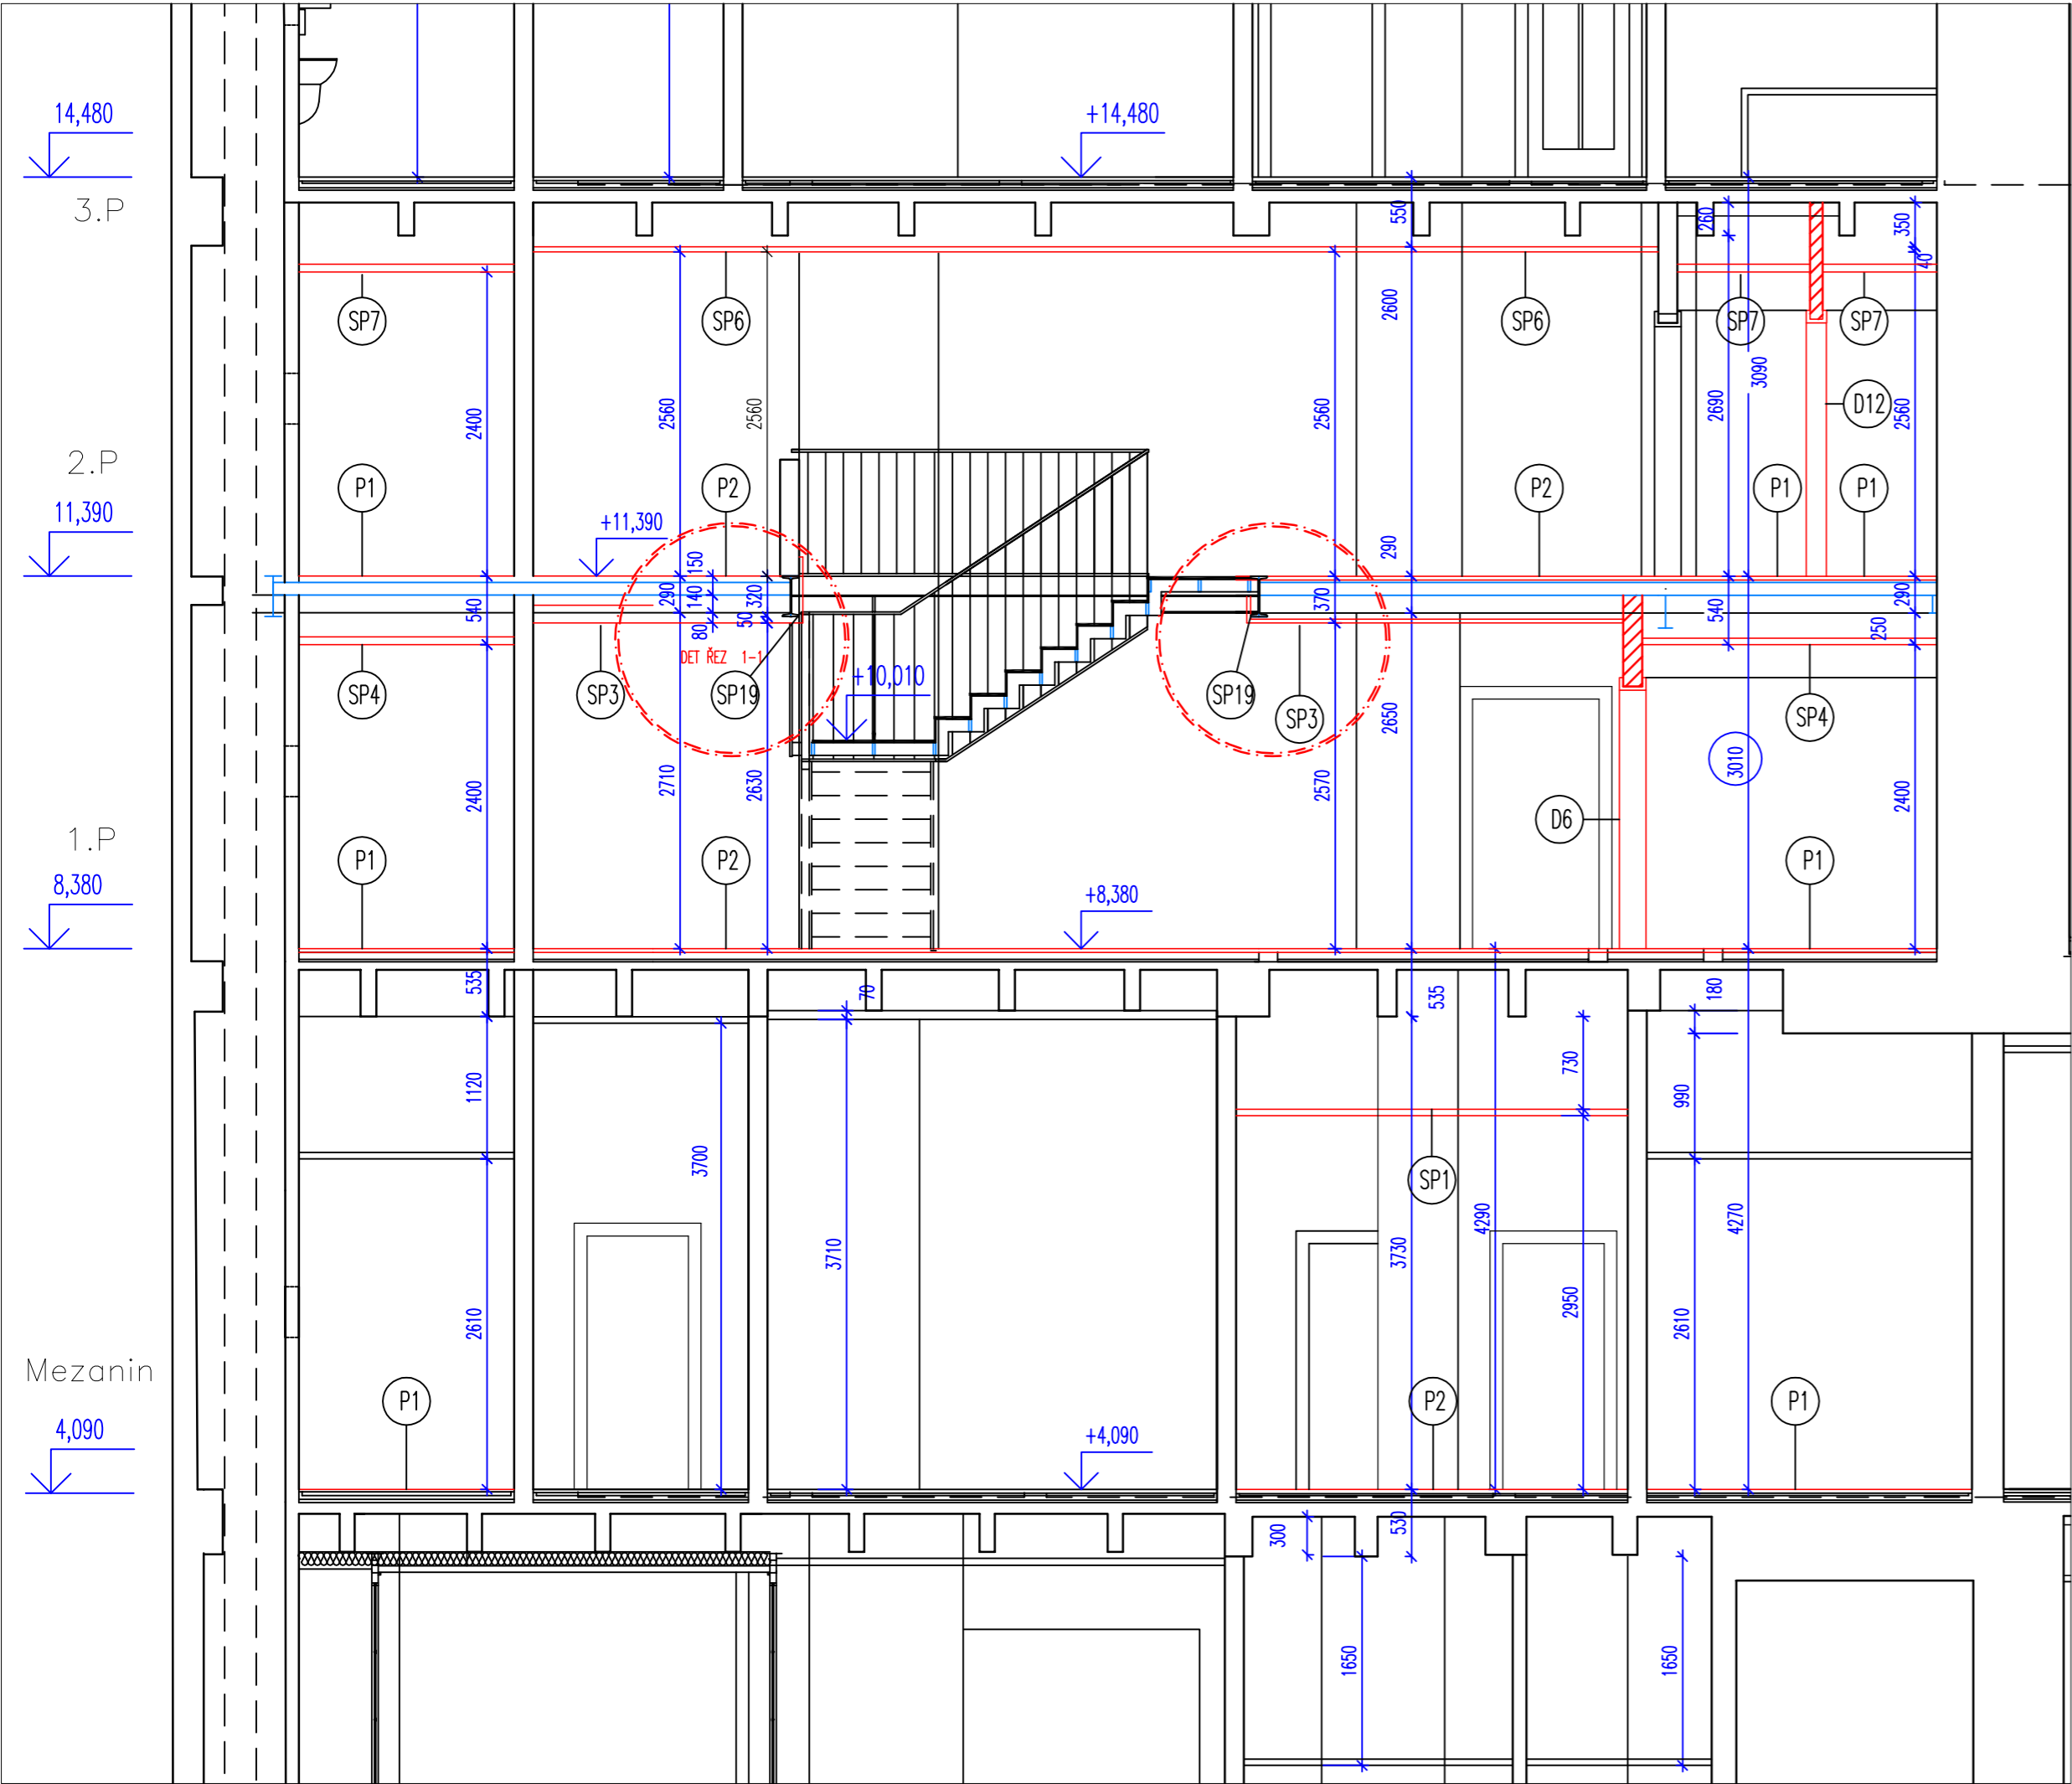 14,480
+14,480
3.P
550
260
350
40
SP7
SP6
2600
SP6
SP7
SP7
3090
2400
2560
2560
2560
2690
D12
2560
2.P
11,390
P1
P2
+11,390
P2
P1
P1
290
150
290
140
320
540
50
80
370
540
290
250
DET ŘEZ 1-1
+10,010
SP4
SP3
SP19
SP19
SP3
2650
SP4
3010
2400
2710
2630
2570
D6
2400
1.P
8,380
P1
P2
+8,380
P1
535
70
535
180
1120
730
990
3700
SP1
3710
3730
4290
4270
2610
2950
2610
Mezanin
4,090
P1
+4,090
P2
P1
300
530
1650
1650